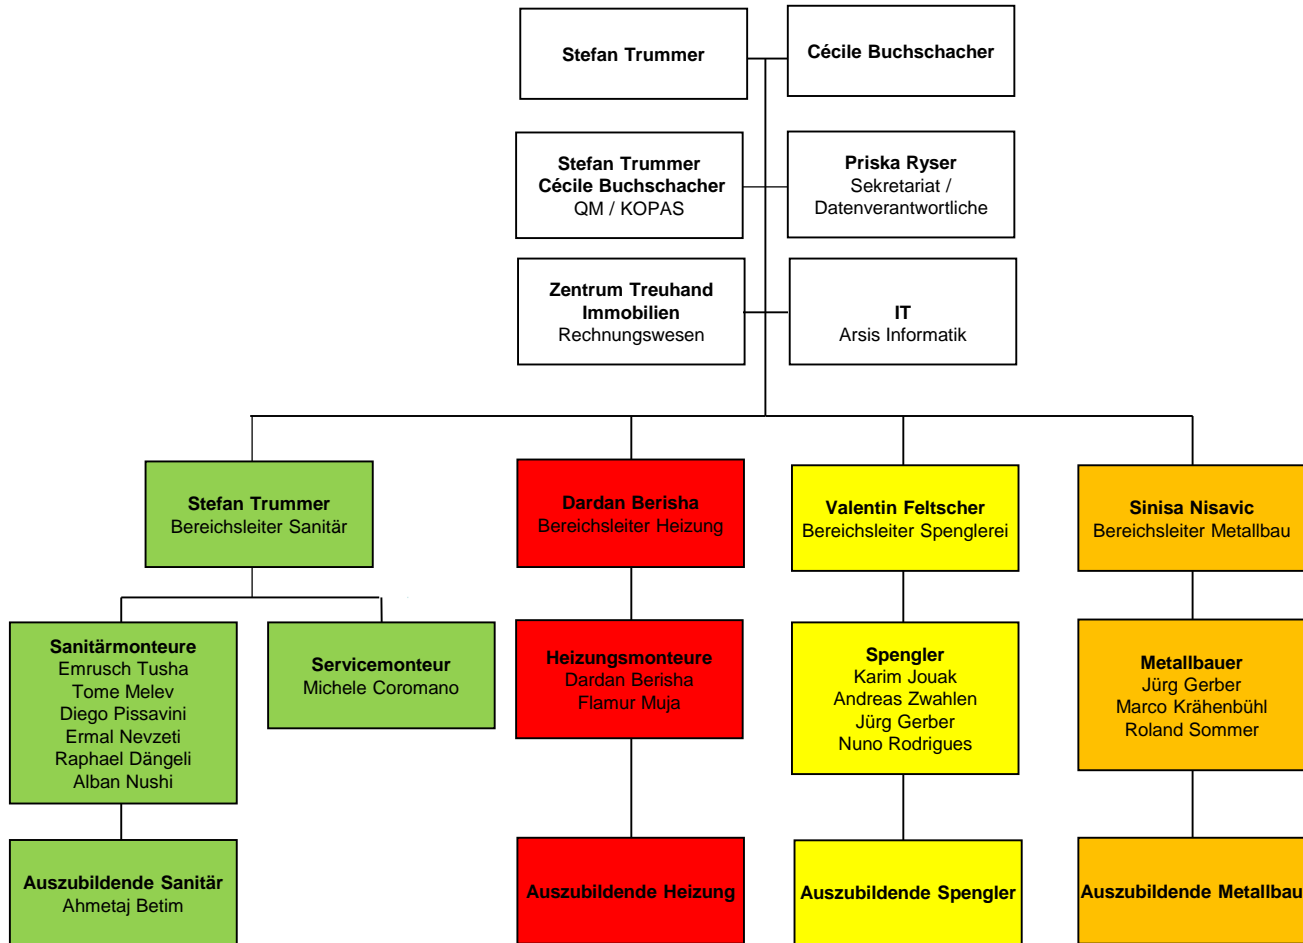 Stefan Trummer
Cécile Buchschacher
Stefan Trummer
Cécile Buchschacher
QM / KOPAS
Priska Ryser
Sekretariat /
Datenverantwortliche
Zentrum Treuhand
Immobilien
Rechnungswesen
IT
Arsis Informatik
Stefan Trummer
Bereichsleiter Sanitär
Dardan Berisha
Bereichsleiter Heizung
Valentin Feltscher
Bereichsleiter Spenglerei
Sinisa Nisavic
Bereichsleiter Metallbau
Sanitärmonteure
Emrusch Tusha
Tome Melev
Diego Pissavini
Ermal Nevzeti
Raphael Dängeli
Alban Nushi
Servicemonteur
Michele Coromano
Heizungsmonteure
Dardan Berisha
Flamur Muja
Spengler
Karim Jouak
Andreas Zwahlen
Jürg Gerber
Nuno Rodrigues
Metallbauer
Jürg Gerber
Marco Krähenbühl
Roland Sommer
Auszubildende Sanitär
Ahmetaj Betim
Auszubildende Heizung
Auszubildende Spengler
Auszubildende Metallbau